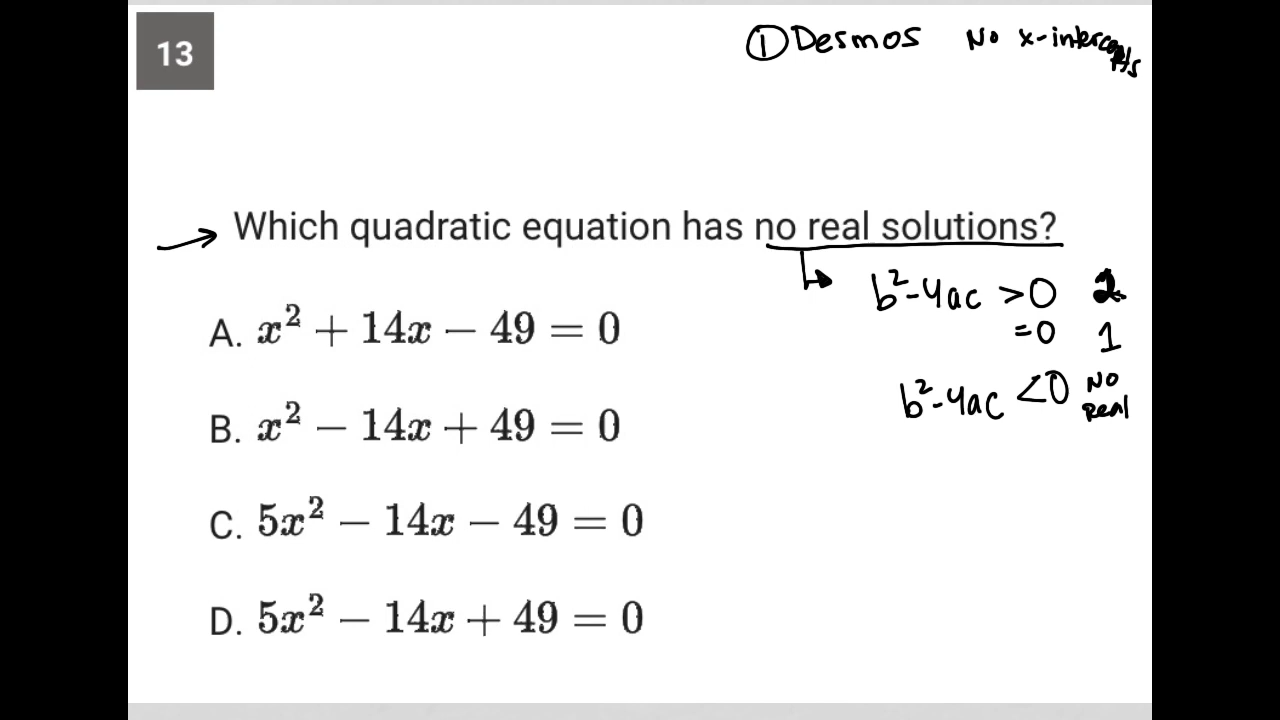 13
① Desmos No x-intercepts
Which quadratic equation has no real solutions?
b²-4ac >0 2
=0 1
b²-4ac <0 No
Real
A. x² + 14x − 49 = 0
B. x² − 14x + 49 = 0
C. 5x² − 14x − 49 = 0
D. 5x² − 14x + 49 = 0